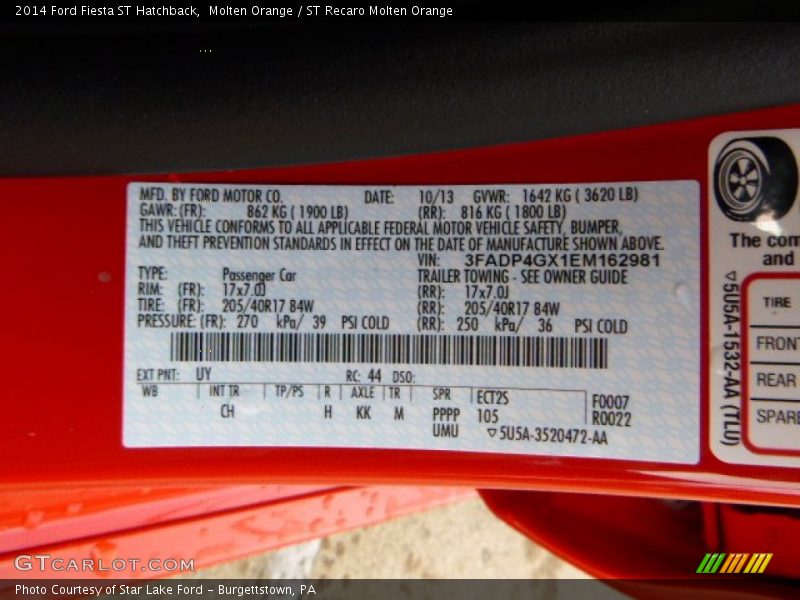 2014 Ford Fiesta ST Hatchback,  Molten Orange / ST Recaro Molten Orange
MFD. BY FORD MOTOR CO. DATE: 10/13 GVWR: 1642 KG ( 3620 LB)
GAWR: (FR): 862 KG ( 1900 LB) (RR): 816 KG ( 1800 LB)
THIS VEHICLE CONFORMS TO ALL APPLICABLE FEDERAL MOTOR VEHICLE SAFETY, BUMPER,
AND THEFT PREVENTION STANDARDS IN EFFECT ON THE DATE OF MANUFACTURE SHOWN ABOVE.
VIN: 3FADP4GX1EM162981
TYPE: Passenger Car TRAILER TOWING - SEE OWNER GUIDE
RIM: (FR): 17x7.0J (RR): 17x7.0J
TIRE: (FR): 205/40R17 84W (RR): 205/40R17 84W
PRESSURE: (FR): 270 kPa/ 39 PSI COLD (RR): 250 kPa/ 36 PSI COLD
EXT PNT: UY RC: 44 DSO:
WB INT TR TP/PS R AXLE TR SPR ECT2S F0007
CH H KK M PPPP 105 R0022
UMU ▽5U5A-3520472-AA
The com
and
▽5U5A-1532-AA (TLU)
TIRE
FRONT
REAR
SPARE
GTCARLOT.COM
Photo Courtesy of Star Lake Ford - Burgettstown, PA